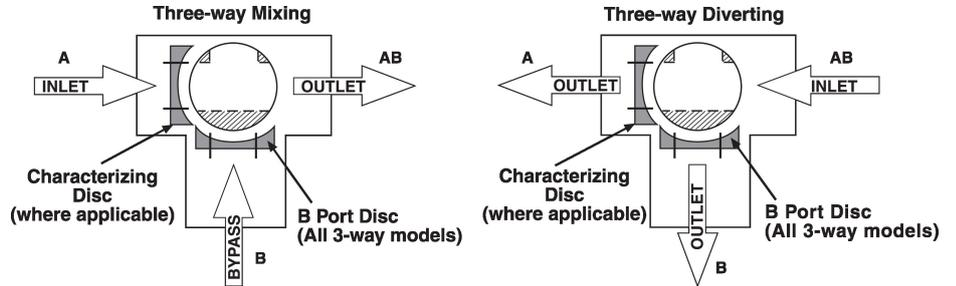 Three-way Mixing
A
AB
INLET
OUTLET
Characterizing
Disc
(where applicable)
B Port Disc
(All 3-way models)
BYPASS
B
Three-way Diverting
A
AB
OUTLET
INLET
Characterizing
Disc
(where applicable)
OUTLET
B Port Disc
(All 3-way models)
B